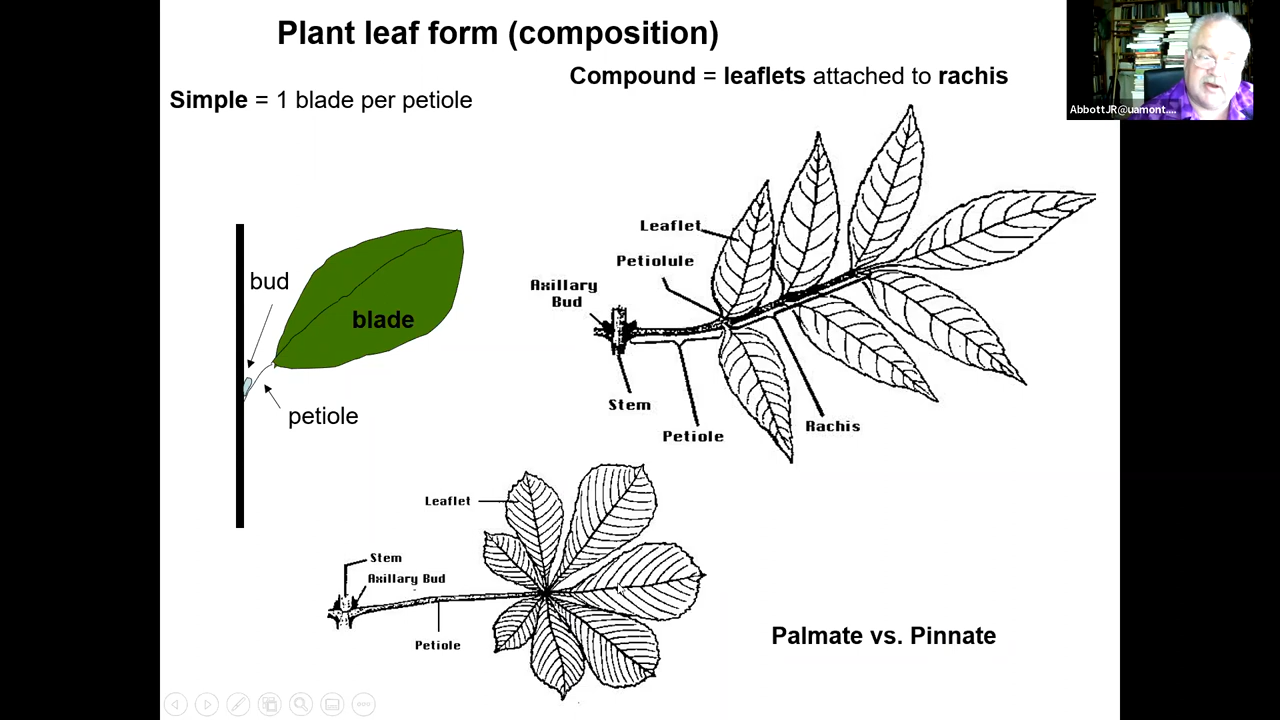 Plant leaf form (composition)
Compound = leaflets attached to rachis
Simple = 1 blade per petiole
AbbottJR@uamont....
Leaflet
Petiolule
Axillary
Bud
bud
blade
petiole
Stem
Petiole
Rachis
Leaflet
Stem
Axillary Bud
Petiole
Palmate vs. Pinnate